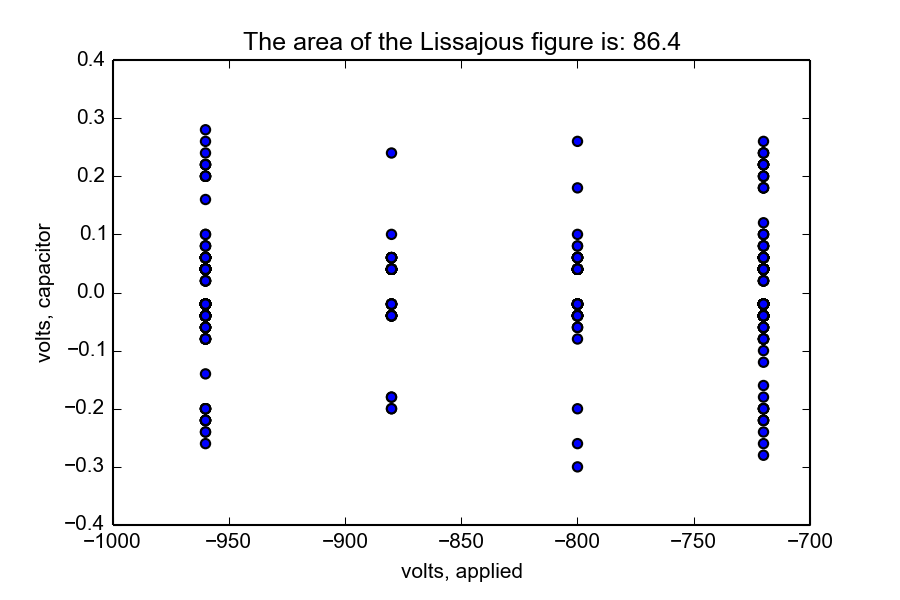 The area of the Lissajous figure is: 86.4
0.4
0.3
0.2
0.1
0.0
−0.1
−0.2
−0.3
−0.4
volts, capacitor
−1000 −950 −900 −850 −800 −750 −700
volts, applied